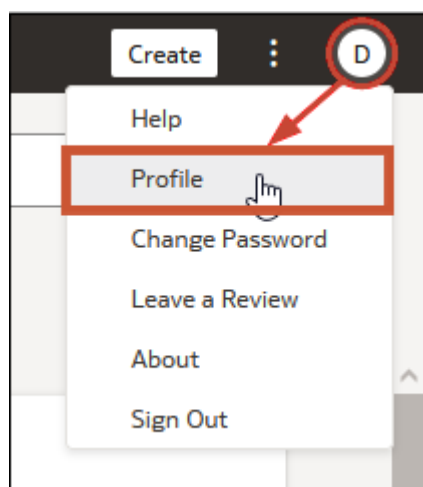 Create D
Help
Profile
Change Password
Leave a Review
About
Sign Out